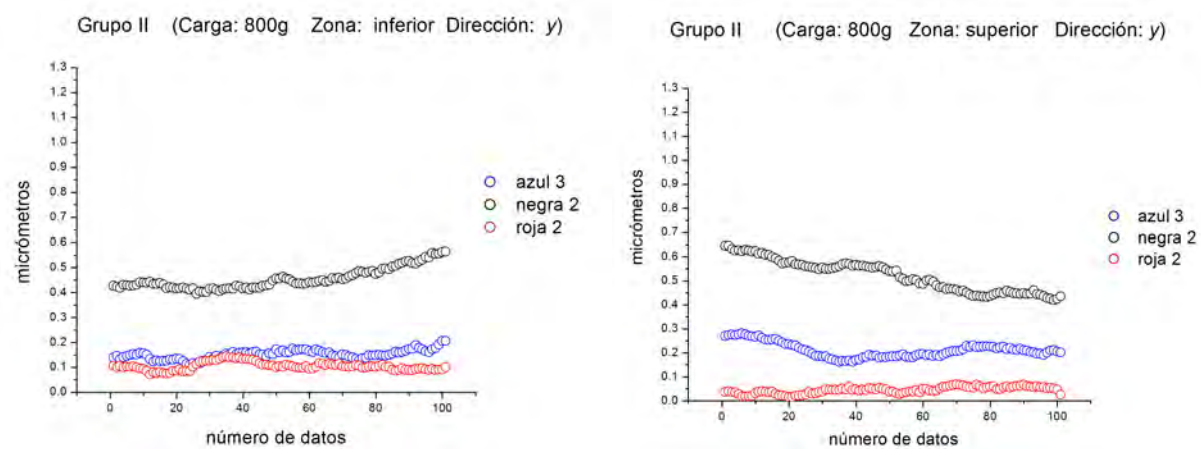 Grupo II (Carga: 800g Zona: inferior Dirección: y)
1.3
1.2
1.1
1.0
0.9
0.8
0.7
0.6
0.5
0.4
0.3
0.2
0.1
0.0
micrómetros
0 20 40 60 80 100
número de datos
azul 3
negra 2
roja 2
Grupo II (Carga: 800g Zona: superior Dirección: y)
1.3
1.2
1.1
1.0
0.9
0.8
0.7
0.6
0.5
0.4
0.3
0.2
0.1
0.0
micrómetros
0 20 40 60 80 100
número de datos
azul 3
negra 2
roja 2